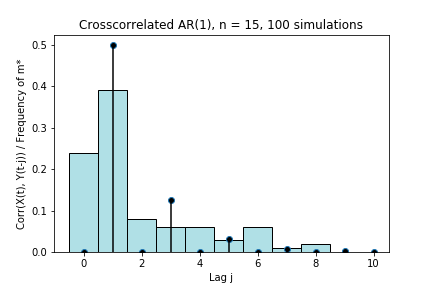 Crosscorrelated AR(1), n = 15, 100 simulations
Corr(X(t), Y(t-j)) / Frequency of m*
0.5
0.4
0.3
0.2
0.1
0.0
0 2 4 6 8 10
Lag j